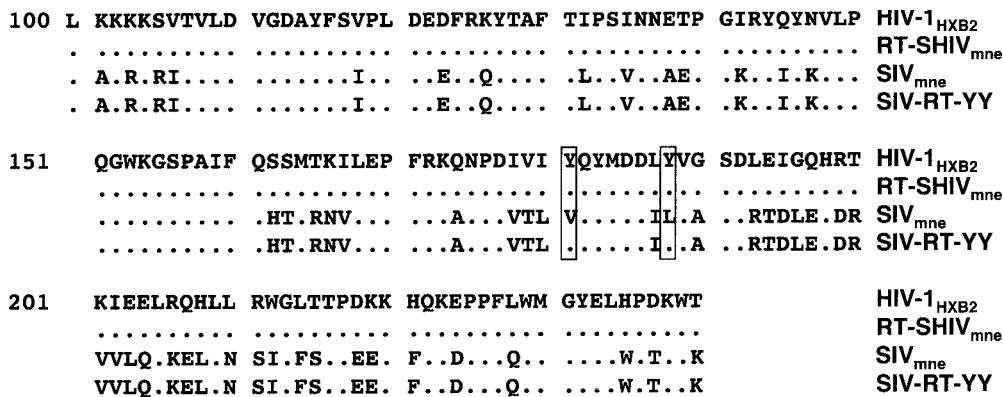 100 L KKKKSVTVLD VGDAYFSVPL DEDFRKYTAF TIPSINNETP GIRYQYNVLP HIV-1HXB2
. .......... .......... .......... .......... .......... RT-SHIVmne
. A.R.RI.... ........I. ..E..Q.... .L..V..AE. .K..I.K... SIVmne
. A.R.RI.... ........I. ..E..Q.... .L..V..AE. .K..I.K... SIV-RT-YY
151 QGWKGSPAIF QSSMTKILEP FRKQNPDIVI YQYMDDLYVG SDLEIGQHRT HIV-1HXB2
.......... .......... .......... .......... .......... RT-SHIVmne
.......... .HT.RNV... ...A...VTL V.....IL.A ..RTDLE.DR SIVmne
.......... .HT.RNV... ...A...VTL ......I..A ..RTDLE.DR SIV-RT-YY
201 KIEELRQHLL RWGLTTPDKK HQKEPPFLWM GYELHPDKWT HIV-1HXB2
.......... .......... .......... .......... RT-SHIVmne
VVLQ.KEL.N SI.FS..EE. F..D...Q.. ....W.T..K SIVmne
VVLQ.KEL.N SI.FS..EE. F..D...Q.. ....W.T..K SIV-RT-YY